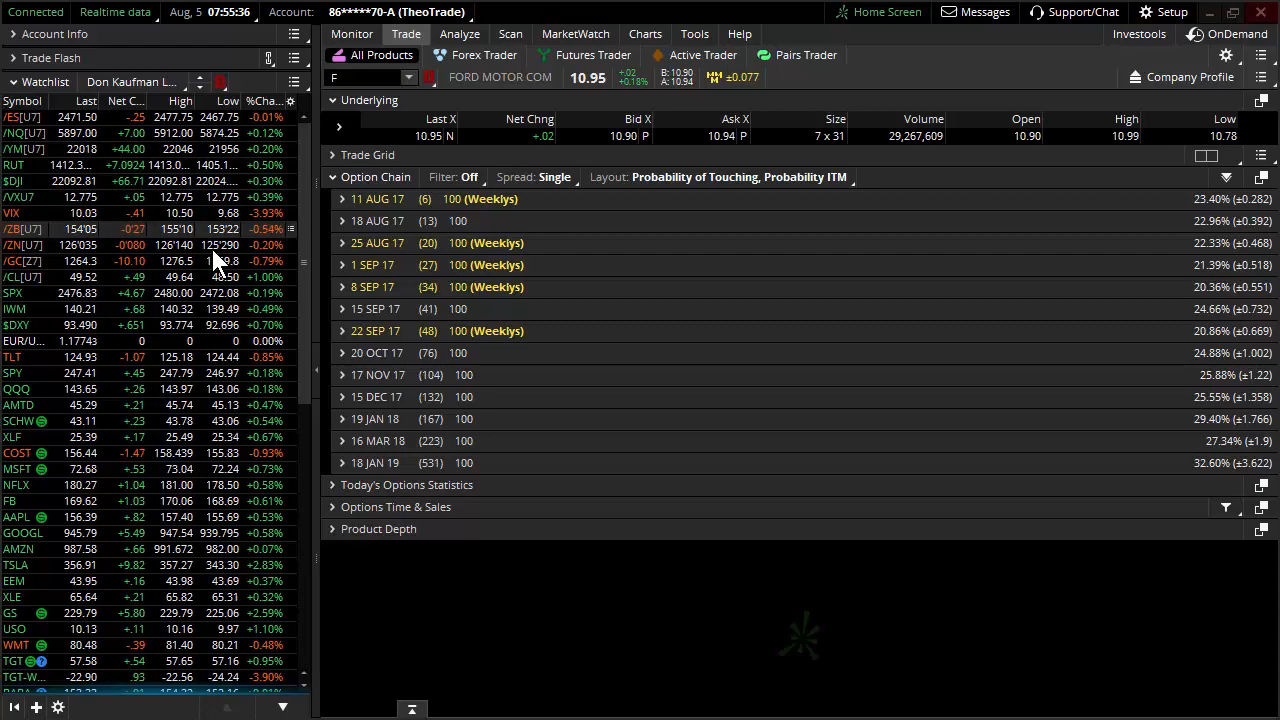 Connected Realtime data Aug, 5 07:55:36 Account: 86*****70-A (TheoTrade) Home Screen Messages Support/Chat Setup
Account Info
Trade Flash
Watchlist Don Kaufman L...
Symbol Last Net C... High Low %Cha...
/ES[U7] 2471.50 -.25 2477.75 2467.75 -0.01%
/NQ[U7] 5897.00 +7.00 5912.00 5874.25 +0.12%
/YM[U7] 22018 +44.00 22046 21956 +0.20%
RUT 1412.3... +7.0924 1413.0... 1405.1... +0.50%
$DJI 22092.81 +66.71 22092.81 22024.... +0.30%
/VXU7 12.775 +.05 12.775 12.775 +0.39%
VIX 10.03 -.41 10.50 9.68 -3.93%
/ZB[U7] 154'05 -0'27 155'10 153'22 -0.54%
/ZN[U7] 126'035 -0'080 126'140 125'290 -0.20%
/GC[Z7] 1264.3 -10.10 1276.5 -0.79%
/CL[U7] 49.52 +.49 49.64 48.50 +1.00%
SPX 2476.83 +4.67 2480.00 2472.08 +0.19%
IWM 140.21 +.68 140.32 139.49 +0.49%
$DXY 93.490 +.651 93.774 92.696 +0.70%
EUR/U... 1.17743 0 0 0 0.00%
TLT 124.93 -1.07 125.18 124.44 -0.85%
SPY 247.41 +.45 247.79 246.97 +0.18%
QQQ 143.65 +.26 143.97 143.06 +0.18%
AMTD 45.29 +.21 45.74 45.13 +0.47%
SCHW 43.11 +.23 43.78 43.06 +0.54%
XLF 25.39 +.17 25.49 25.34 +0.67%
COST 156.44 -1.47 158.439 155.83 -0.93%
MSFT 72.68 +.53 73.04 72.24 +0.73%
NFLX 180.27 +1.04 181.00 178.50 +0.58%
FB 169.62 +1.03 170.06 168.69 +0.61%
AAPL 156.39 +.82 157.40 155.69 +0.53%
GOOGL 945.79 +5.49 947.54 939.795 +0.58%
AMZN 987.58 +.66 991.672 982.00 +0.07%
TSLA 356.91 +9.82 357.27 343.30 +2.83%
EEM 43.95 +.16 43.98 43.69 +0.37%
XLE 65.64 +.21 65.82 65.31 +0.32%
GS 229.79 +5.80 229.79 225.06 +2.59%
USO 10.13 +.11 10.16 9.97 +1.10%
WMT 80.48 -.39 81.40 80.21 -0.48%
TGT 57.58 +.54 57.65 57.16 +0.95%
TGT-W... -22.90 .93 -22.56 -24.24 -3.90%
Monitor Trade Analyze Scan MarketWatch Charts Tools Help Investools OnDemand
All Products Forex Trader Futures Trader Active Trader Pairs Trader
F FORD MOTOR COM 10.95 +.02 +0.18% B: 10.90 A: 10.94 ±0.077 Company Profile
Underlying
Last X Net Chng Bid X Ask X Size Volume Open High Low
10.95 N +.02 10.90 P 10.94 P 7 x 31 29,267,609 10.90 10.99 10.78
Trade Grid
Option Chain Filter: Off Spread: Single Layout: Probability of Touching, Probability ITM
11 AUG 17 (6) 100 (Weeklys) 23.40% (±0.282)
18 AUG 17 (13) 100 22.96% (±0.392)
25 AUG 17 (20) 100 (Weeklys) 22.33% (±0.468)
1 SEP 17 (27) 100 (Weeklys) 21.39% (±0.518)
8 SEP 17 (34) 100 (Weeklys) 20.36% (±0.551)
15 SEP 17 (41) 100 24.66% (±0.732)
22 SEP 17 (48) 100 (Weeklys) 20.86% (±0.669)
20 OCT 17 (76) 100 24.88% (±1.002)
17 NOV 17 (104) 100 25.88% (±1.22)
15 DEC 17 (132) 100 25.55% (±1.358)
19 JAN 18 (167) 100 29.40% (±1.766)
16 MAR 18 (223) 100 27.34% (±1.9)
18 JAN 19 (531) 100 32.60% (±3.622)
Today's Options Statistics
Options Time & Sales
Product Depth